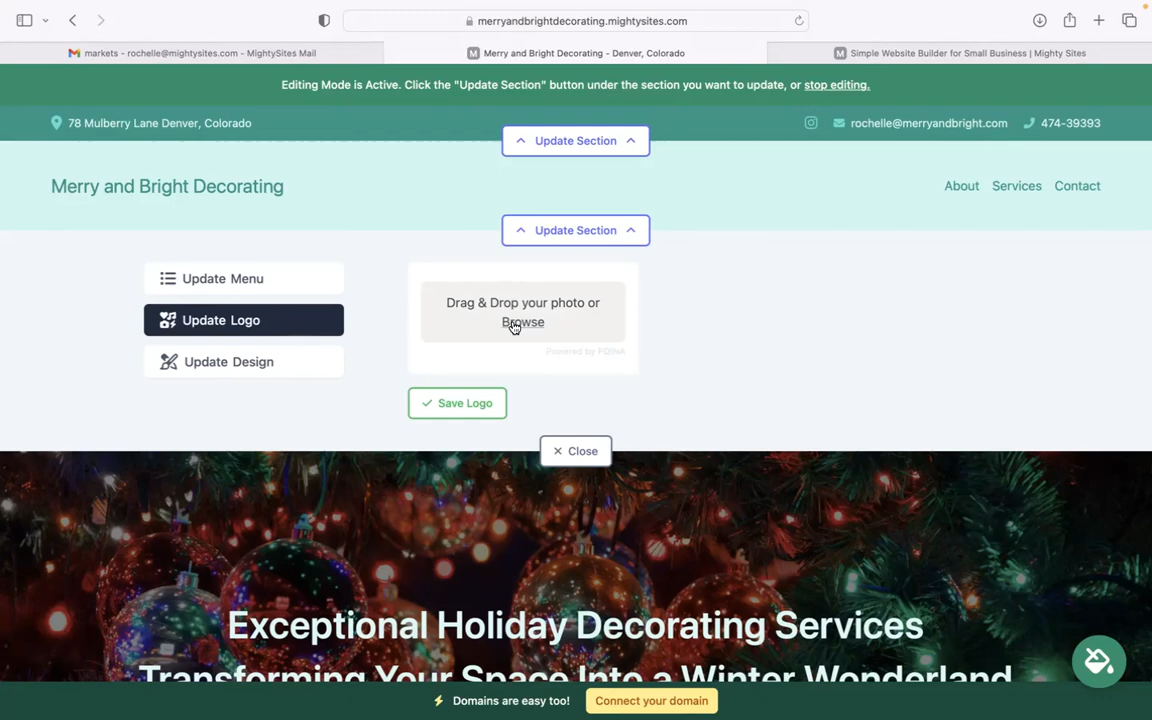 merryandbrightdecorating.mightysites.com
markets - rochelle@mightysites.com - MightySites Mail
Merry and Bright Decorating - Denver, Colorado
Simple Website Builder for Small Business | Mighty Sites
Editing Mode is Active. Click the "Update Section" button under the section you want to update, or stop editing.
78 Mulberry Lane Denver, Colorado
rochelle@merryandbright.com
474-39393
Update Section
Merry and Bright Decorating
About Services Contact
Update Section
Update Menu
Update Logo
Update Design
Drag & Drop your photo or
Browse
Powered by PQINA
Save Logo
Close
Exceptional Holiday Decorating Services
Transforming Your Space Into a Winter Wonderland
Domains are easy too!
Connect your domain